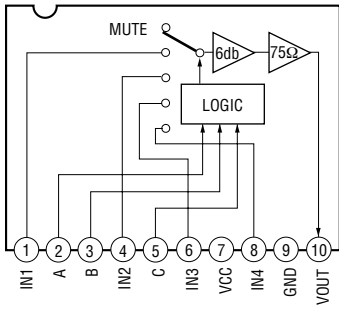 MUTE
6db
75Ω
LOGIC
1 2 3 4 5 6 7 8 9 10
IN1 A B IN2 C IN3 VCC IN4 GND VOUT